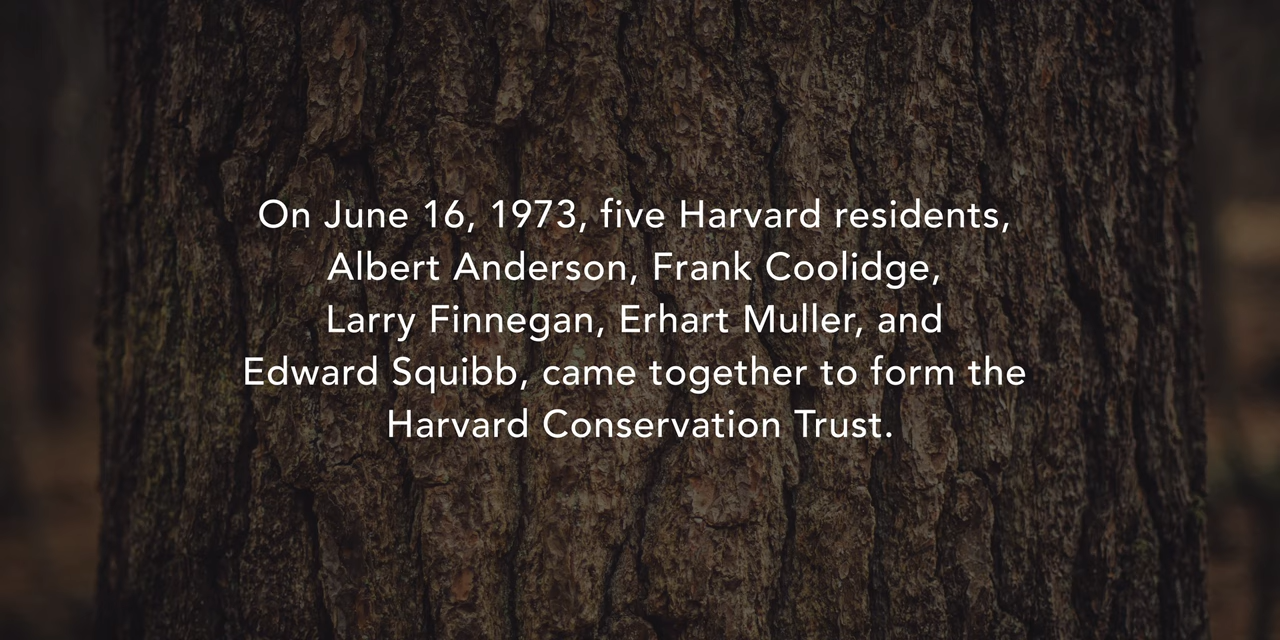 On June 16, 1973, five Harvard residents,
Albert Anderson, Frank Coolidge,
Larry Finnegan, Erhart Muller, and
Edward Squibb, came together to form the
Harvard Conservation Trust.